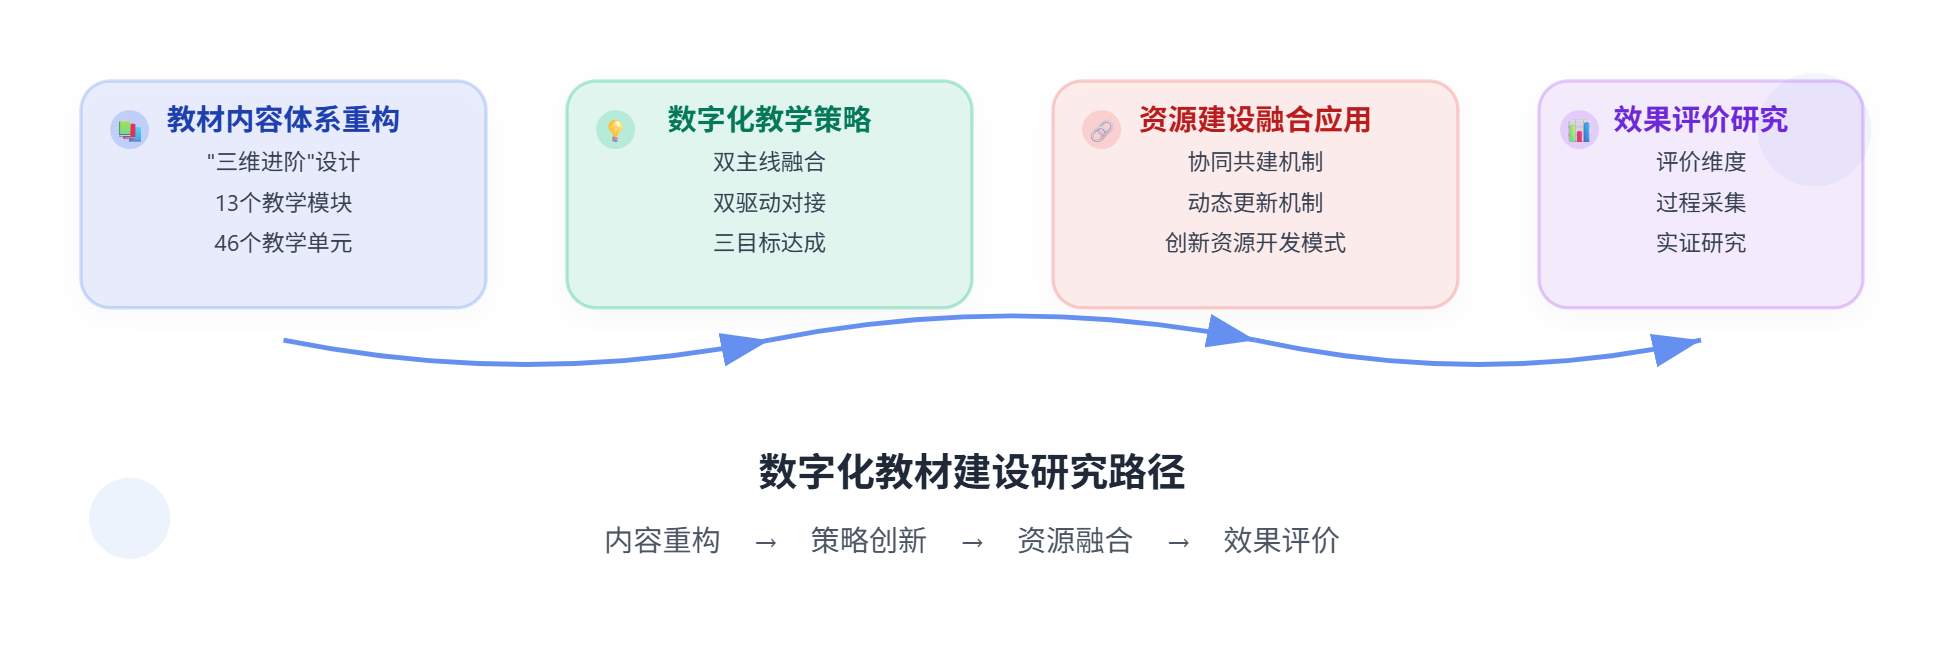 教材内容体系重构
"三维进阶"设计
13个教学模块
46个教学单元
数字化教学策略
双主线融合
双驱动对接
三目标达成
资源建设融合应用
协同共建机制
动态更新机制
创新资源开发模式
效果评价研究
评价维度
过程采集
实证研究
数字化教材建设研究路径
内容重构 → 策略创新 → 资源融合 → 效果评价